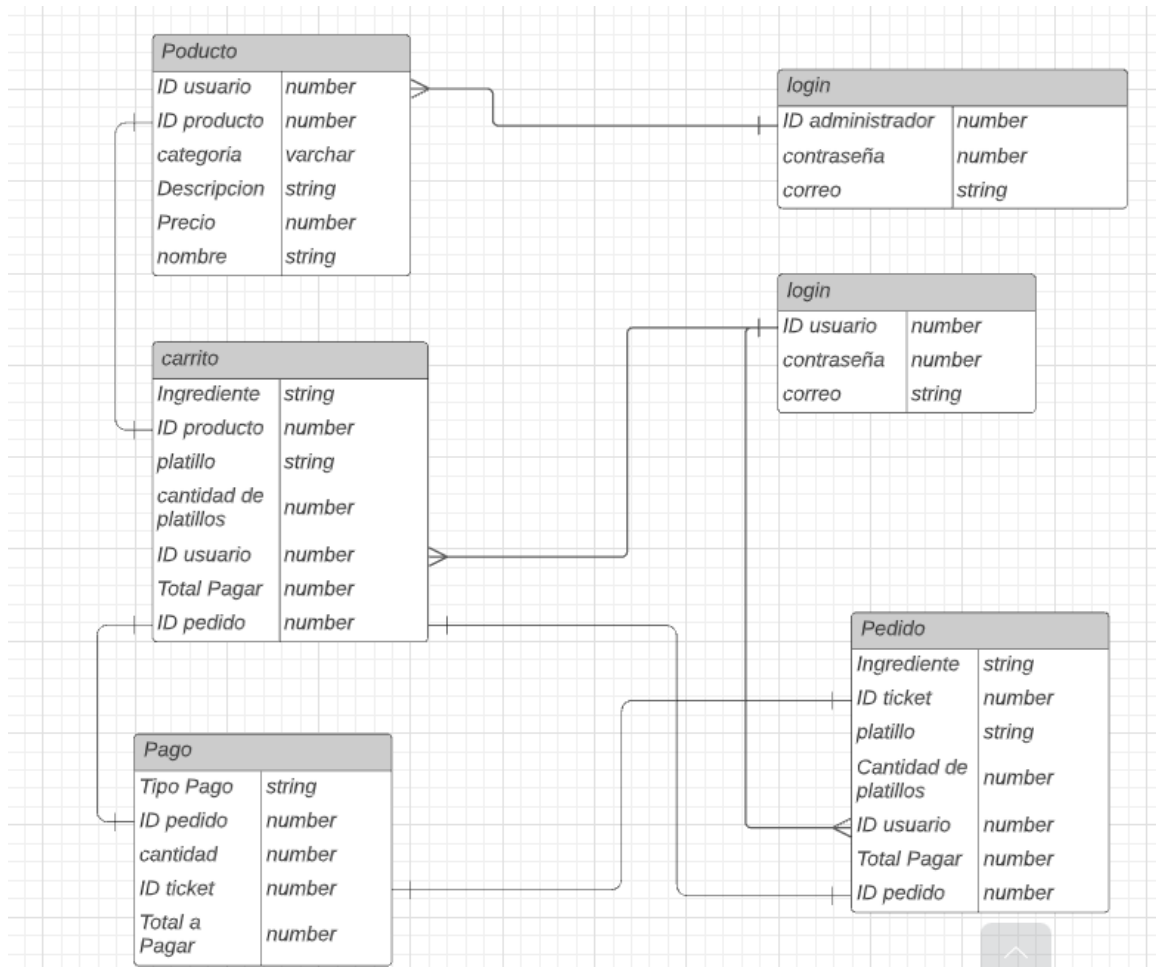 Poducto
ID usuario number
ID producto number
categoria varchar
Descripcion string
Precio number
nombre string
login
ID administrador number
contraseña number
correo string
login
ID usuario number
contraseña number
correo string
carrito
Ingrediente string
ID producto number
platillo string
cantidad de
platillos number
ID usuario number
Total Pagar number
ID pedido number
Pedido
Ingrediente string
ID ticket number
platillo string
Cantidad de
platillos number
ID usuario number
Total Pagar number
ID pedido number
Pago
Tipo Pago string
ID pedido number
cantidad number
ID ticket number
Total a
Pagar number